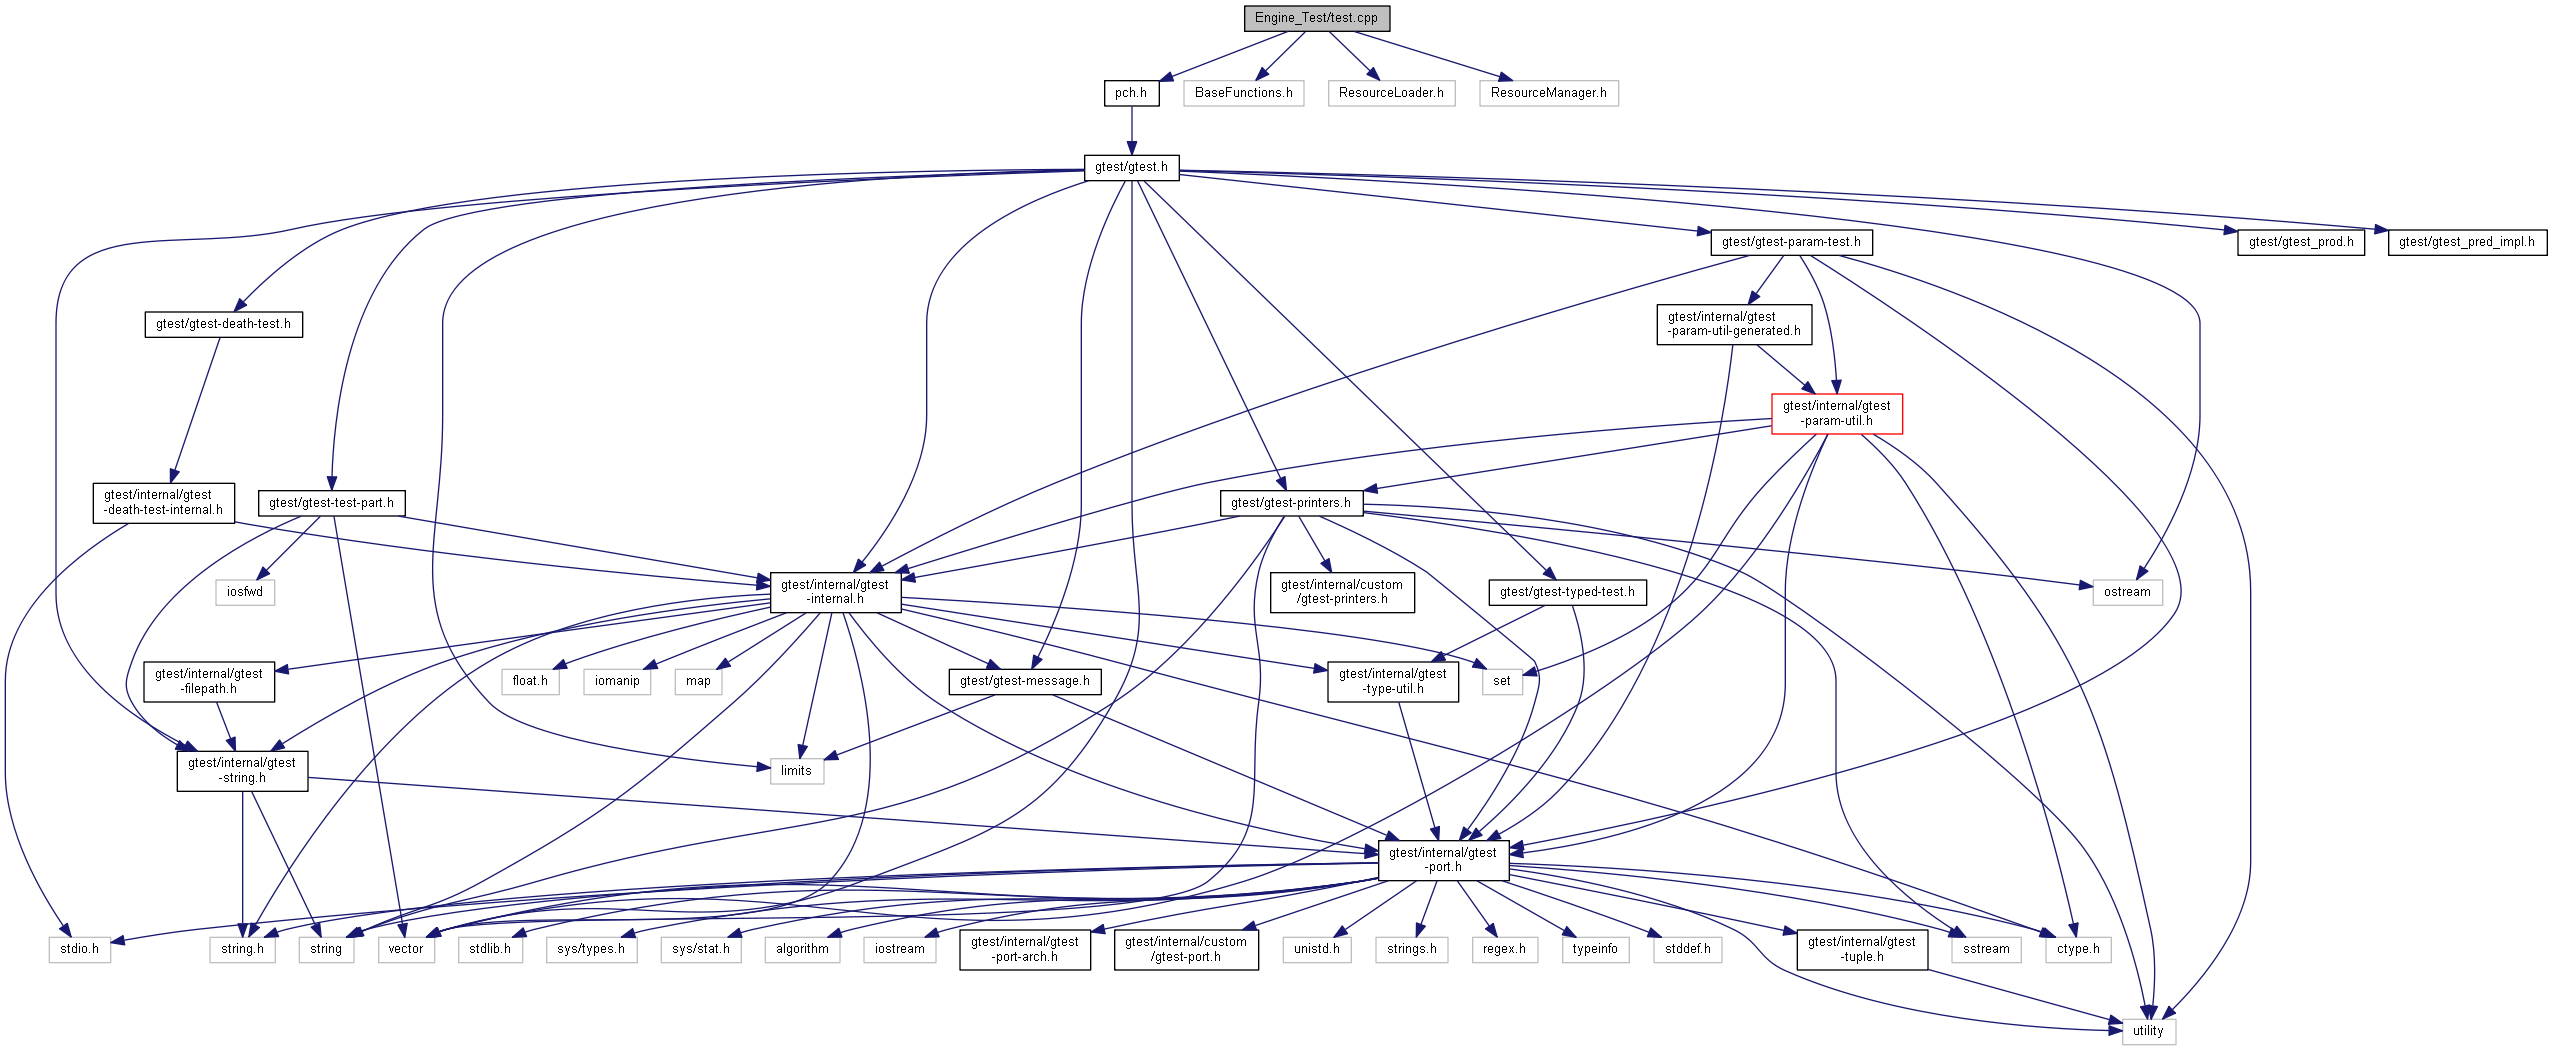 Engine_Test/test.cpp
pch.h
BaseFunctions.h
ResourceLoader.h
ResourceManager.h
gtest/gtest.h
gtest/gtest-param-test.h
gtest/gtest_prod.h
gtest/gtest_pred_impl.h
gtest/gtest-death-test.h
gtest/internal/gtest
-param-util-generated.h
gtest/internal/gtest
-param-util.h
gtest/internal/gtest
-death-test-internal.h
gtest/gtest-test-part.h
gtest/gtest-printers.h
iosfwd
gtest/internal/gtest
-internal.h
gtest/internal/custom
/gtest-printers.h
gtest/gtest-typed-test.h
ostream
gtest/internal/gtest
-filepath.h
float.h
iomanip
map
gtest/gtest-message.h
gtest/internal/gtest
-type-util.h
set
gtest/internal/gtest
-string.h
limits
gtest/internal/gtest
-port.h
stdio.h
string.h
string
vector
stdlib.h
sys/types.h
sys/stat.h
algorithm
iostream
gtest/internal/gtest
-port-arch.h
gtest/internal/custom
/gtest-port.h
unistd.h
strings.h
regex.h
typeinfo
stddef.h
gtest/internal/gtest
-tuple.h
sstream
ctype.h
utility